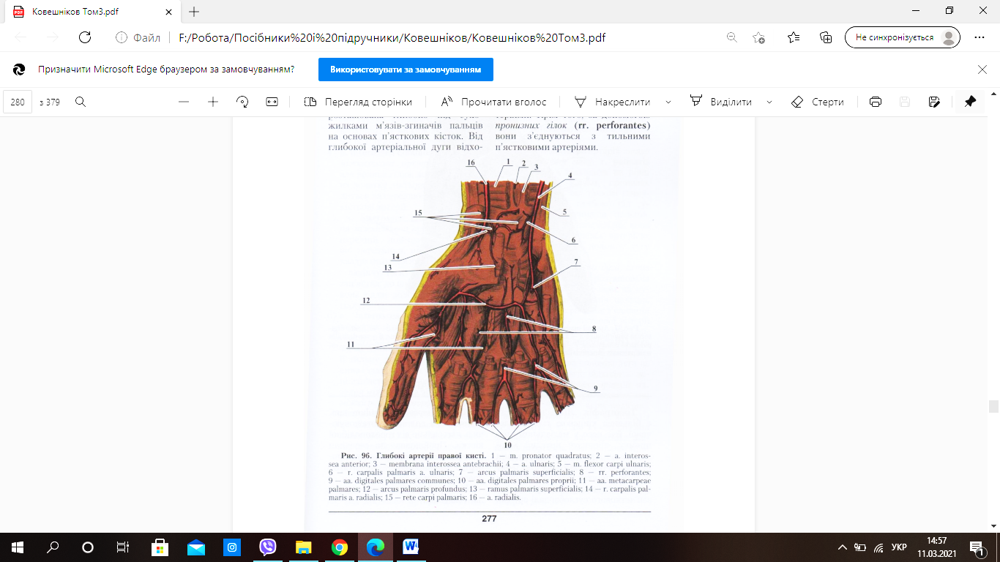 Ковешніков Том3.pdf
Файл
F:/Робота/Посібники%20і%20підручники/Ковешніков/Ковешніков%20Том3.pdf
Не синхронізується
Призначити Microsoft Edge браузером за замовчуванням?
Використовувати за замовчуванням
280 з 379
Перегляд сторінки
Прочитати вголос
Накреслити
Виділити
Стерти
жилками м'язів-згиначів пальців
на основах п'ясткових кісток. Від
глибокої артеріальної дуги відхо-
пронизних гілок (rr. perforantes)
вони з'єднуються з тильними
п'ястковими артеріями.
16 1 2 3
4
15 5
6
14
7
13
12
8
11
9
10
Рис. 96. Глибокі артерії правої кисті. 1 — m. pronator quadratus; 2 — a. interos-
sea anterior; 3 — membrana interossea antebrachii; 4 — a. ulnaris; 5 — m. flexor carpi ulnaris;
6 — r. carpalis palmaris a. ulnaris; 7 — arcus palmaris superficialis; 8 — rr. perforantes;
9 — aa. digitales palmares communes; 10 — aa. digitales palmares proprii; 11 — aa. metacarpeae
palmares; 12 — arcus palmaris profundus; 13 — ramus palmaris superficialis; 14 — r. carpalis pal-
maris a. radialis; 15 — rete carpi palmaris; 16 — a. radialis.
277
УКР
14:57
11.03.2021
1